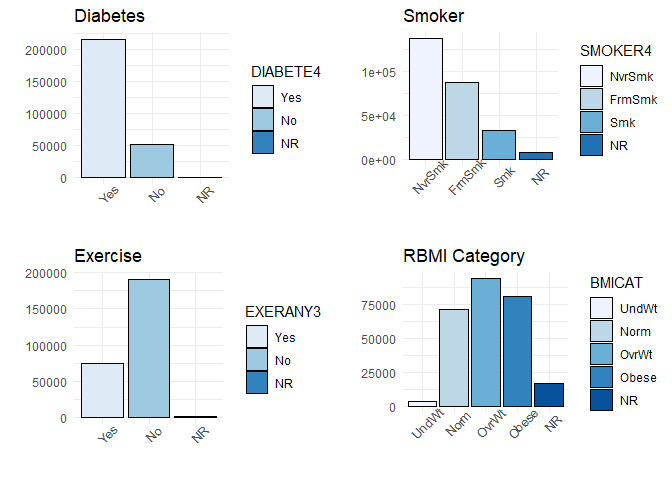 Diabetes
200000
150000
100000
50000
0
Yes
No
NR
DIABETE4
Yes
No
NR
Smoker
1e+05
5e+04
0e+00
NvrSmk
FrmSmk
Smk
NR
SMOKER4
NvrSmk
FrmSmk
Smk
NR
Exercise
200000
150000
100000
50000
0
Yes
No
NR
EXERANY3
Yes
No
NR
RBMI Category
75000
50000
25000
0
UndWt
Norm
OvrWt
Obese
NR
BMICAT
UndWt
Norm
OvrWt
Obese
NR